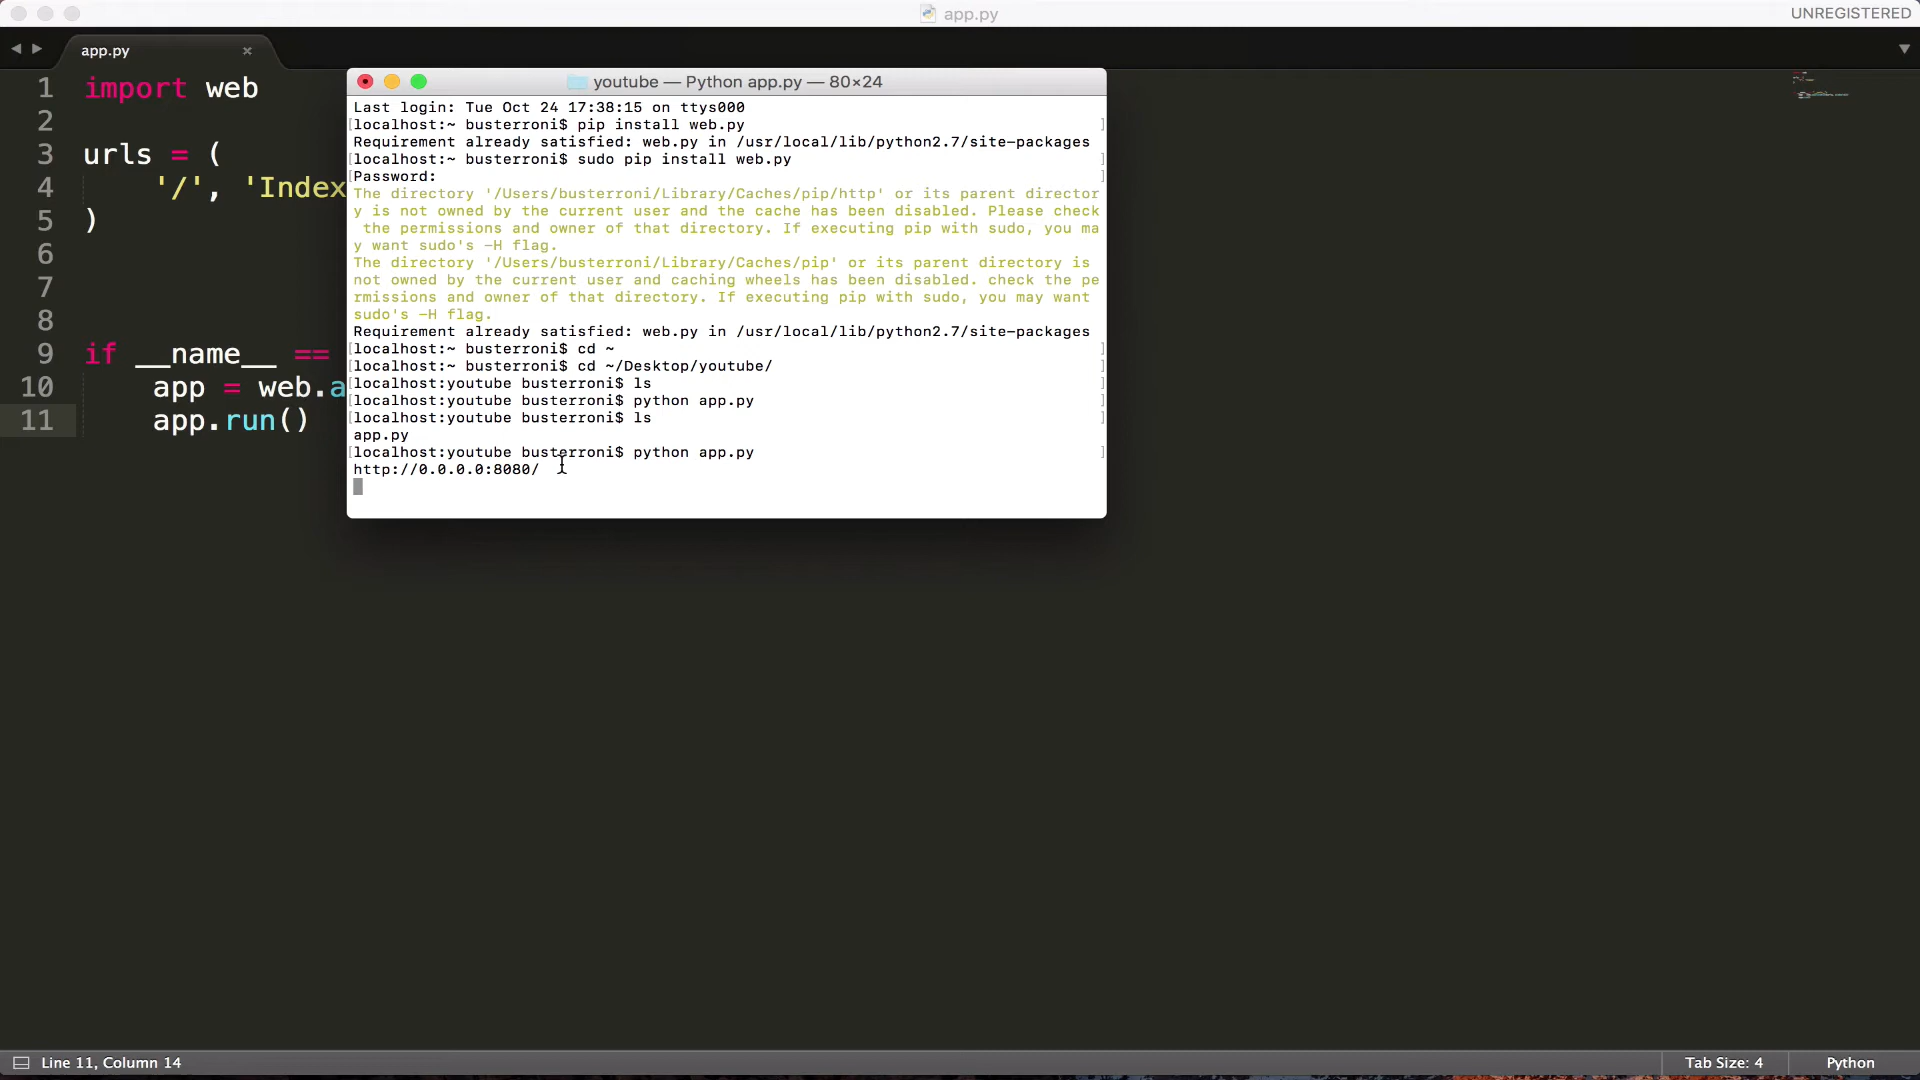 app.py
UNREGISTERED
app.py ×
1 import web
2
3 urls = (
4 '/', 'Index
5 )
6
7
8
9 if __name__ ==
10 app = web.a
11 app.run()
youtube — Python app.py — 80×24
Last login: Tue Oct 24 17:38:15 on ttys000
[localhost:~ busterroni$ pip install web.py ]
Requirement already satisfied: web.py in /usr/local/lib/python2.7/site-packages
[localhost:~ busterroni$ sudo pip install web.py ]
[Password: ]
The directory '/Users/busterroni/Library/Caches/pip/http' or its parent director
y is not owned by the current user and the cache has been disabled. Please check
the permissions and owner of that directory. If executing pip with sudo, you ma
y want sudo's -H flag.
The directory '/Users/busterroni/Library/Caches/pip' or its parent directory is
not owned by the current user and caching wheels has been disabled. check the pe
rmissions and owner of that directory. If executing pip with sudo, you may want
sudo's -H flag.
Requirement already satisfied: web.py in /usr/local/lib/python2.7/site-packages
[localhost:~ busterroni$ cd ~ ]
[localhost:~ busterroni$ cd ~/Desktop/youtube/ ]
[localhost:youtube busterroni$ ls ]
[localhost:youtube busterroni$ python app.py ]
[localhost:youtube busterroni$ ls ]
app.py
[localhost:youtube busterroni$ python app.py ]
http://0.0.0.0:8080/
Line 11, Column 14
Tab Size: 4
Python